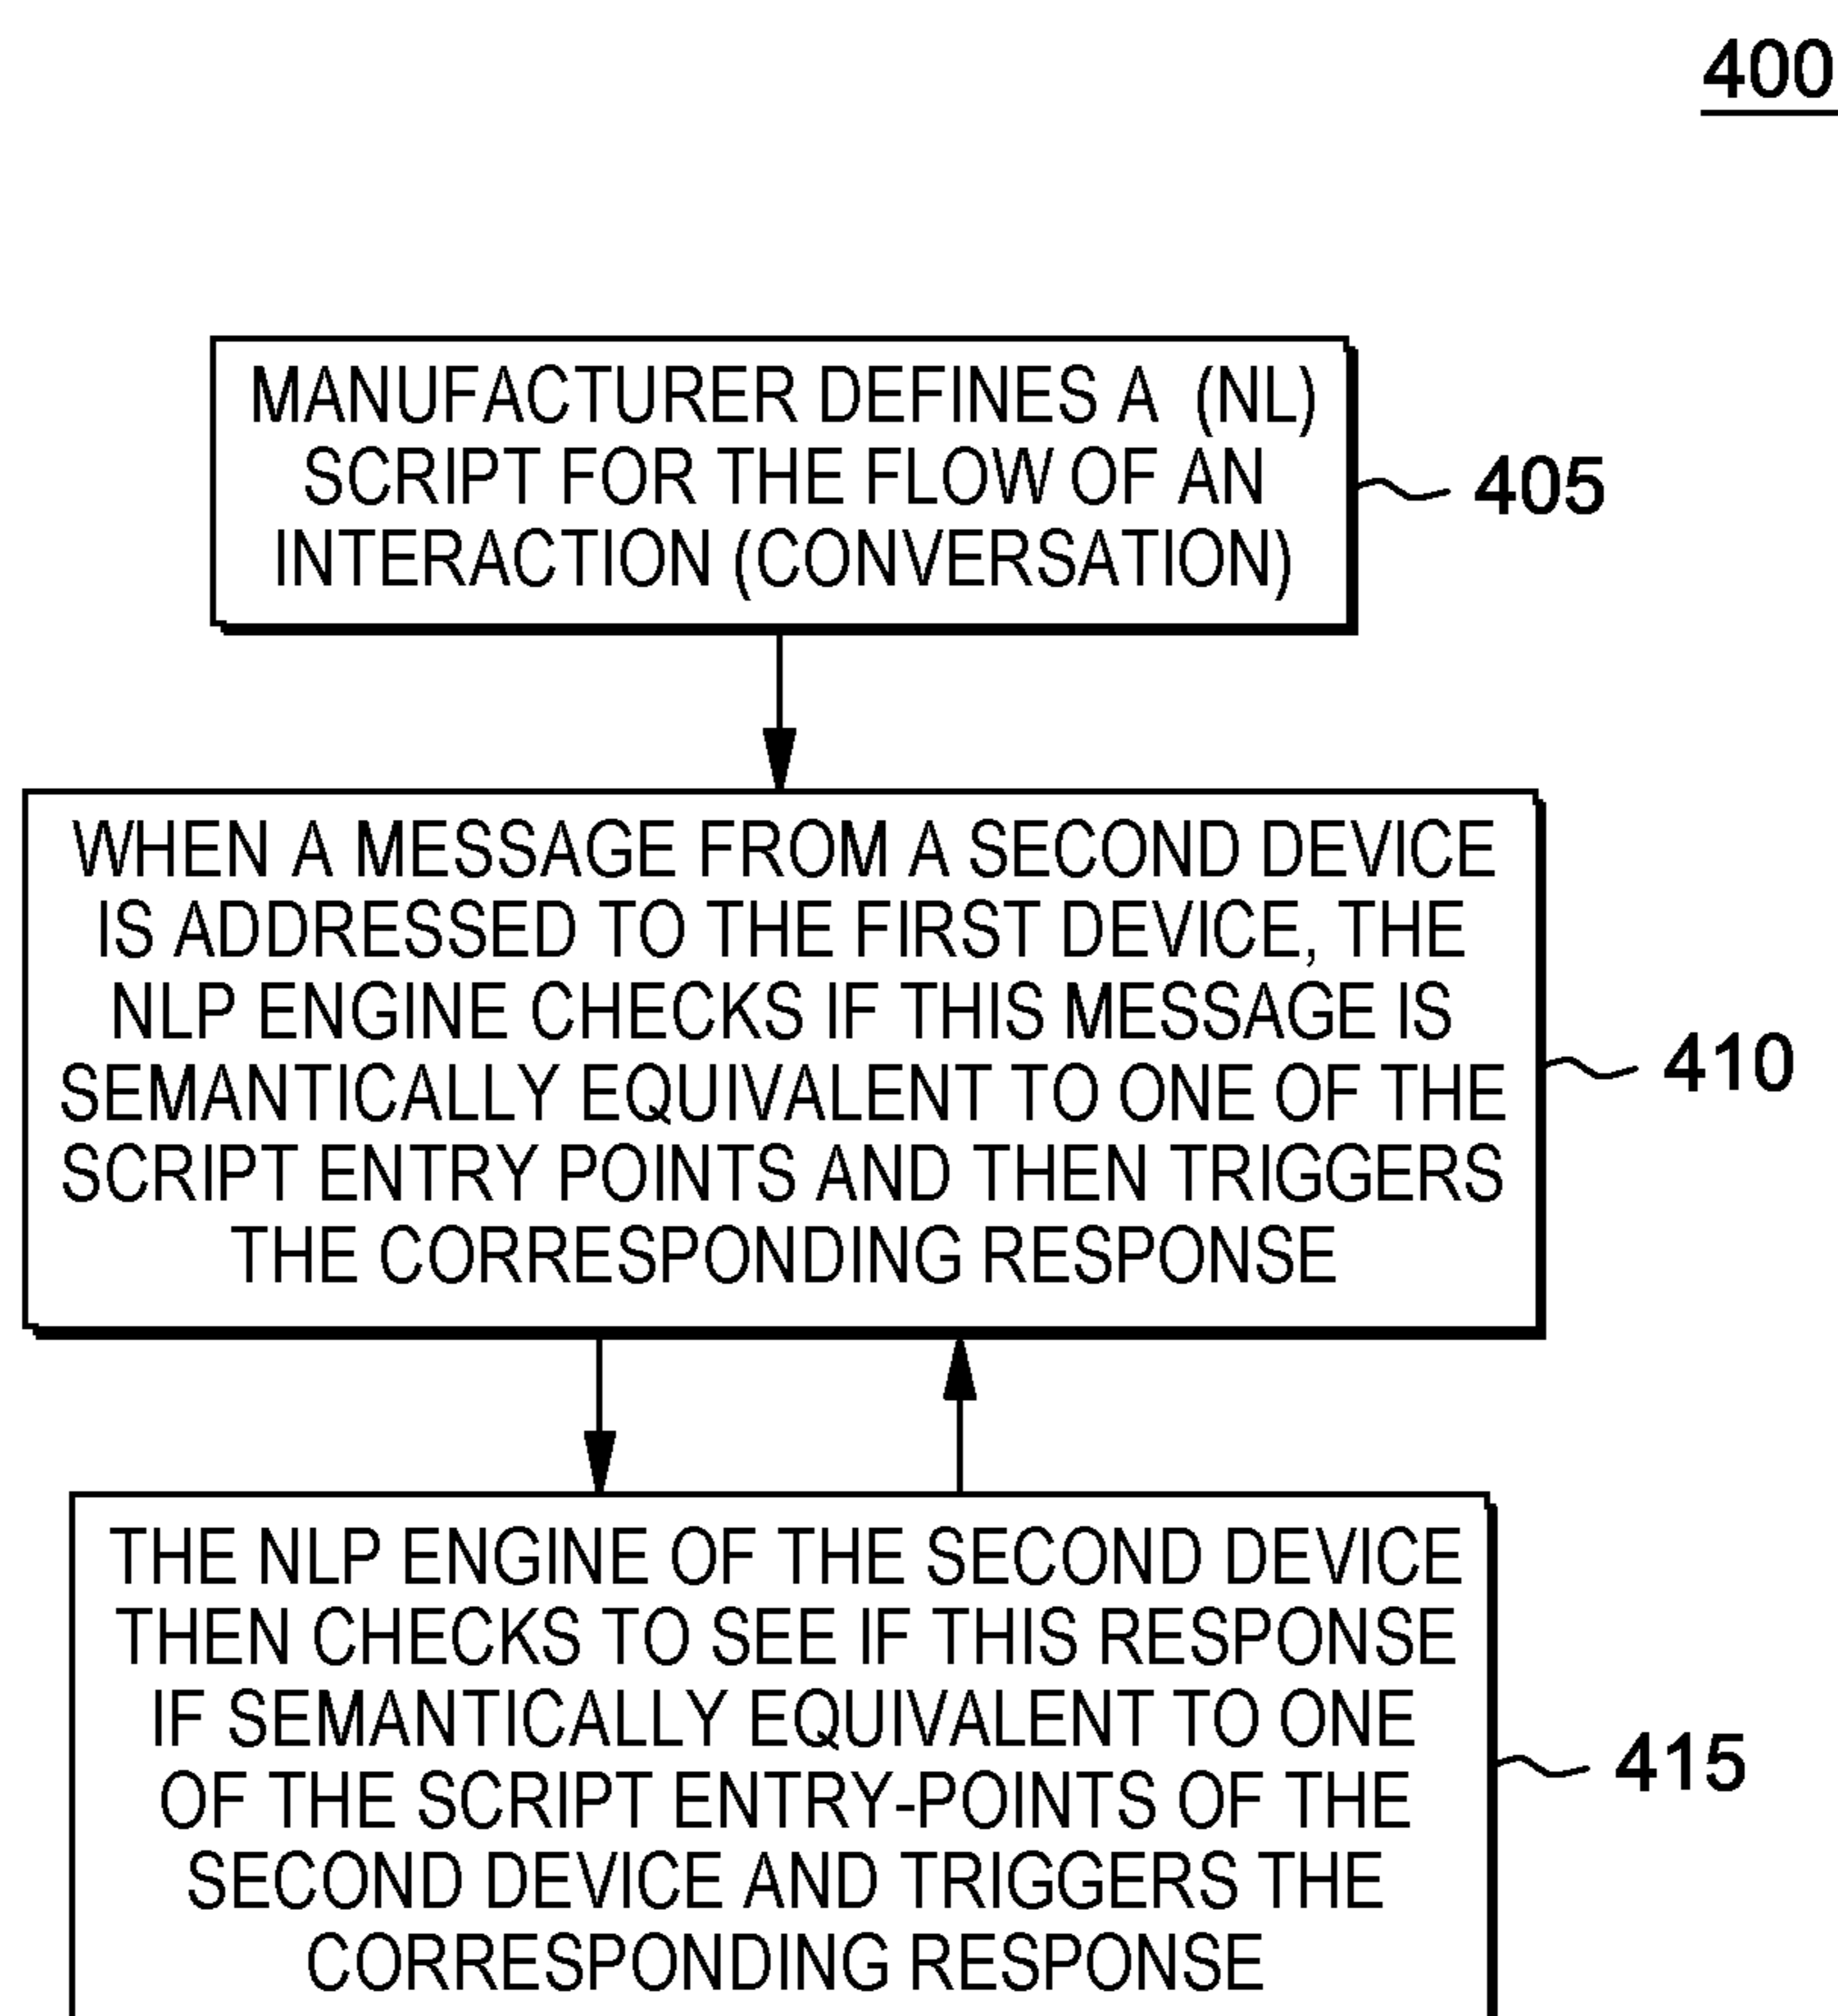 400
MANUFACTURER DEFINES A (NL)
SCRIPT FOR THE FLOW OF AN
INTERACTION (CONVERSATION)
405
WHEN A MESSAGE FROM A SECOND DEVICE
IS ADDRESSED TO THE FIRST DEVICE, THE
NLP ENGINE CHECKS IF THIS MESSAGE IS
SEMANTICALLY EQUIVALENT TO ONE OF THE
SCRIPT ENTRY POINTS AND THEN TRIGGERS
THE CORRESPONDING RESPONSE
410
THE NLP ENGINE OF THE SECOND DEVICE
THEN CHECKS TO SEE IF THIS RESPONSE
IF SEMANTICALLY EQUIVALENT TO ONE
OF THE SCRIPT ENTRY-POINTS OF THE
SECOND DEVICE AND TRIGGERS THE
CORRESPONDING RESPONSE
415